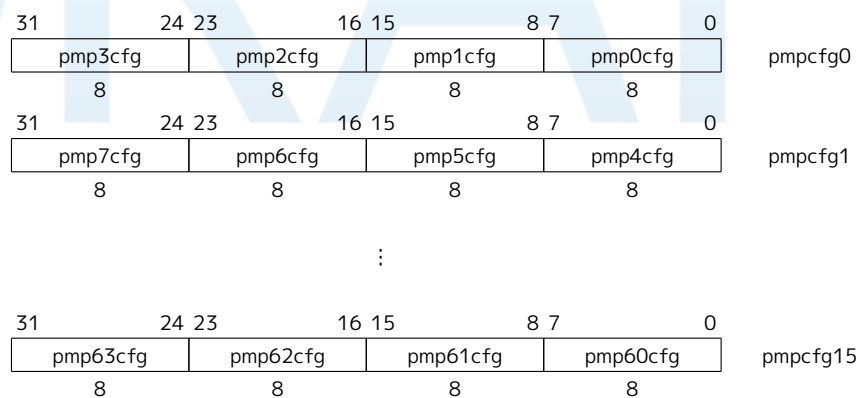 31 24 23 16 15 8 7 0
pmp3cfg pmp2cfg pmp1cfg pmp0cfg pmpcfg0
8 8 8 8
31 24 23 16 15 8 7 0
pmp7cfg pmp6cfg pmp5cfg pmp4cfg pmpcfg1
8 8 8 8
⋮
31 24 23 16 15 8 7 0
pmp63cfg pmp62cfg pmp61cfg pmp60cfg pmpcfg15
8 8 8 8